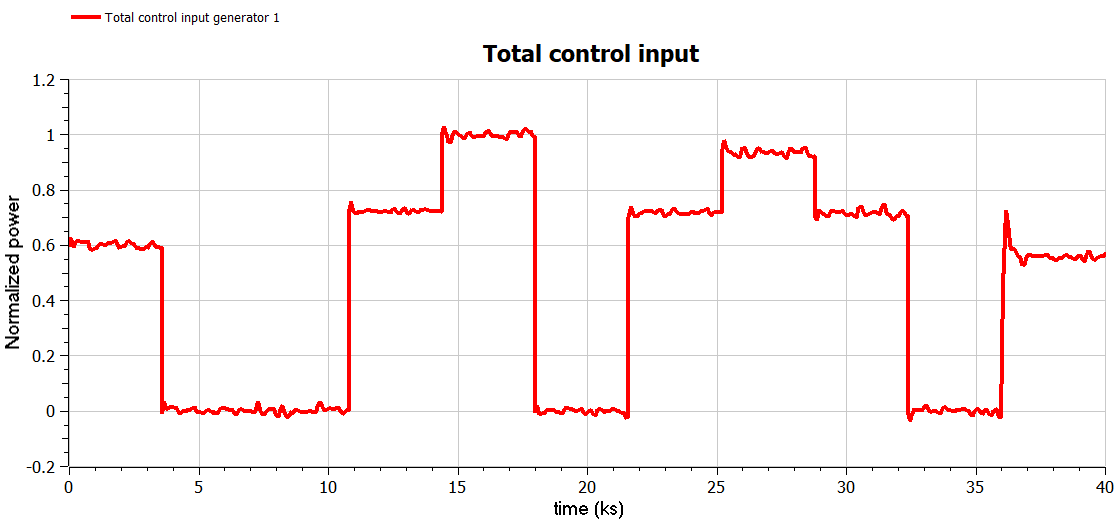 Total control input generator 1
Total control input
Normalized power
1.2
1
0.8
0.6
0.4
0.2
0
-0.2
0 5 10 15 20 25 30 35 40
time (ks)